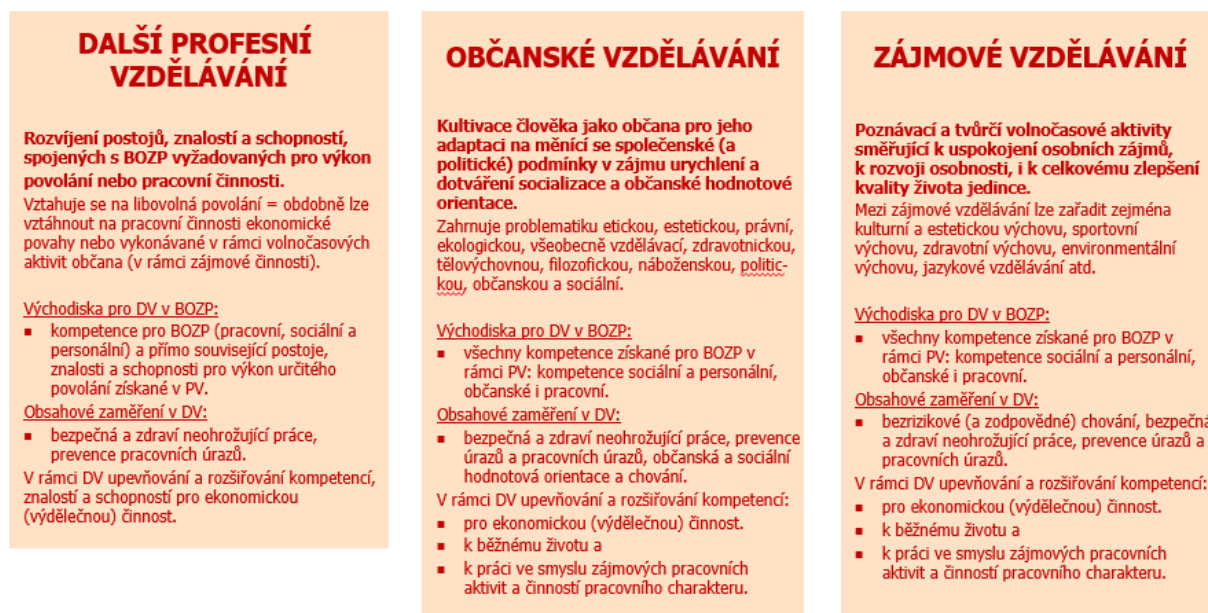 DALŠÍ PROFESNÍ
VZDĚLÁVÁNÍ
Rozvíjení postojů, znalostí a schopností,
spojených s BOZP vyžadovaných pro výkon
povolání nebo pracovní činnosti.
Vztahuje se na libovolná povolání = obdobně lze
vztáhnout na pracovní činnosti ekonomické
povahy nebo vykonávané v rámci volnočasových
aktivit občana (v rámci zájmové činnosti).
Východiska pro DV v BOZP:
▪ kompetence pro BOZP (pracovní, sociální a
personální) a přímo související postoje,
znalosti a schopnosti pro výkon určitého
povolání získané v PV.
Obsahové zaměření v DV:
▪ bezpečná a zdraví neohrožující práce,
prevence pracovních úrazů.
V rámci DV upevňování a rozšiřování kompetencí,
znalostí a schopností pro ekonomickou
(výdělečnou) činnost.
OBČANSKÉ VZDĚLÁVÁNÍ
Kultivace člověka jako občana pro jeho
adaptaci na měnící se společenské (a
politické) podmínky v zájmu urychlení a
dotváření socializace a občanské hodnotové
orientace.
Zahrnuje problematiku etickou, estetickou, právní,
ekologickou, všeobecně vzdělávací, zdravotnickou,
tělovýchovnou, filozofickou, náboženskou, politic-
kou, občanskou a sociální.
Východiska pro DV v BOZP:
▪ všechny kompetence získané pro BOZP v
rámci PV: kompetence sociální a personální,
občanské i pracovní.
Obsahové zaměření v DV:
▪ bezpečná a zdraví neohrožující práce, prevence
úrazů a pracovních úrazů, občanská a sociální
hodnotová orientace a chování.
V rámci DV upevňování a rozšiřování kompetencí:
▪ pro ekonomickou (výdělečnou) činnost.
▪ k běžnému životu a
▪ k práci ve smyslu zájmových pracovních
aktivit a činností pracovního charakteru.
ZÁJMOVÉ VZDĚLÁVÁNÍ
Poznávací a tvůrčí volnočasové aktivity
směřující k uspokojení osobních zájmů,
k rozvoji osobnosti, i k celkovému zlepšení
kvality života jedince.
Mezi zájmové vzdělávání lze zařadit zejména
kulturní a estetickou výchovu, sportovní
výchovu, zdravotní výchovu, environmentální
výchovu, jazykové vzdělávání atd.
Východiska pro DV v BOZP:
▪ všechny kompetence získané pro BOZP v
rámci PV: kompetence sociální a personální,
občanské i pracovní.
Obsahové zaměření v DV:
▪ bezrizikové (a zodpovědné) chování, bezpečná
a zdraví neohrožující práce, prevence úrazů a
pracovních úrazů.
V rámci DV upevňování a rozšiřování kompetencí:
▪ pro ekonomickou (výdělečnou) činnost.
▪ k běžnému životu a
▪ k práci ve smyslu zájmových pracovních
aktivit a činností pracovního charakteru.